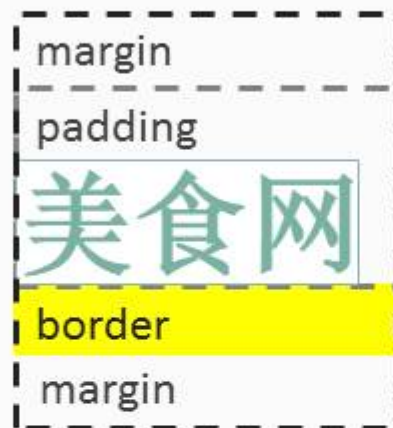 margin
padding
美食网
border
margin